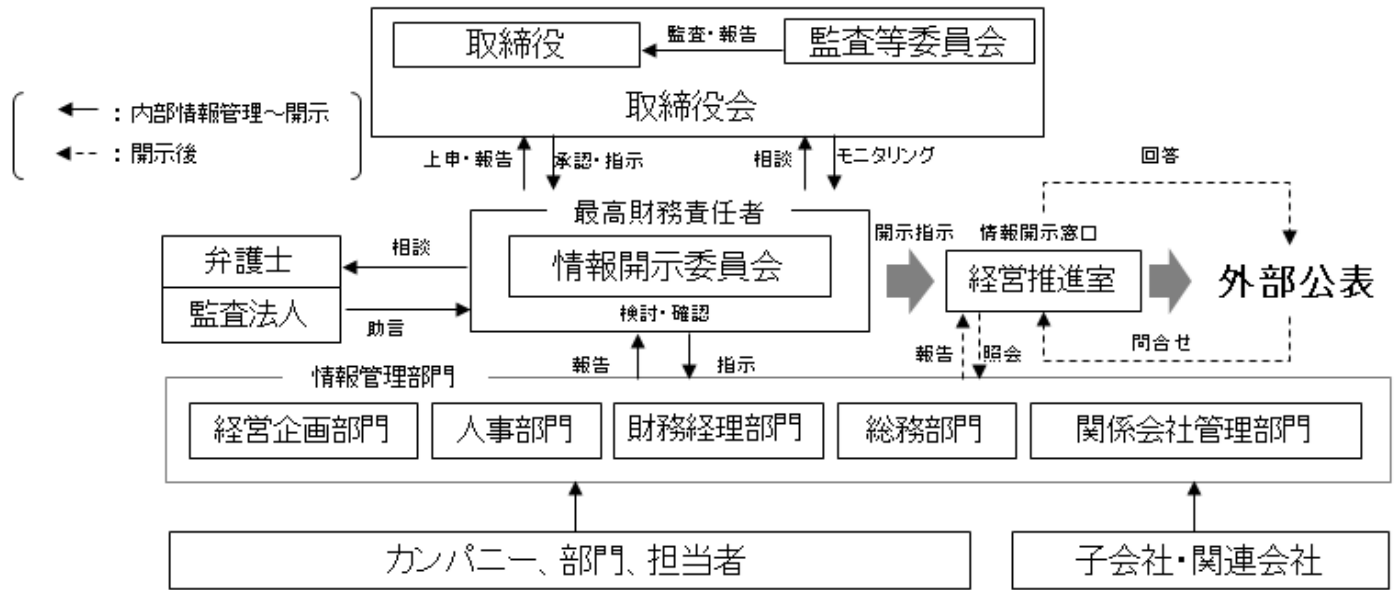 取締役
監査・報告
監査等委員会
取締役会
：内部情報管理～開示
：開示後
上申・報告
承認・指示
相談
モニタリング
回答
最高財務責任者
情報開示委員会
検討・確認
弁護士
監査法人
相談
助言
開示指示
情報開示窓口
経営推進室
外部公表
問合せ
報告
照会
報告
指示
情報管理部門
経営企画部門
人事部門
財務経理部門
総務部門
関係会社管理部門
カンパニー、部門、担当者
子会社・関連会社